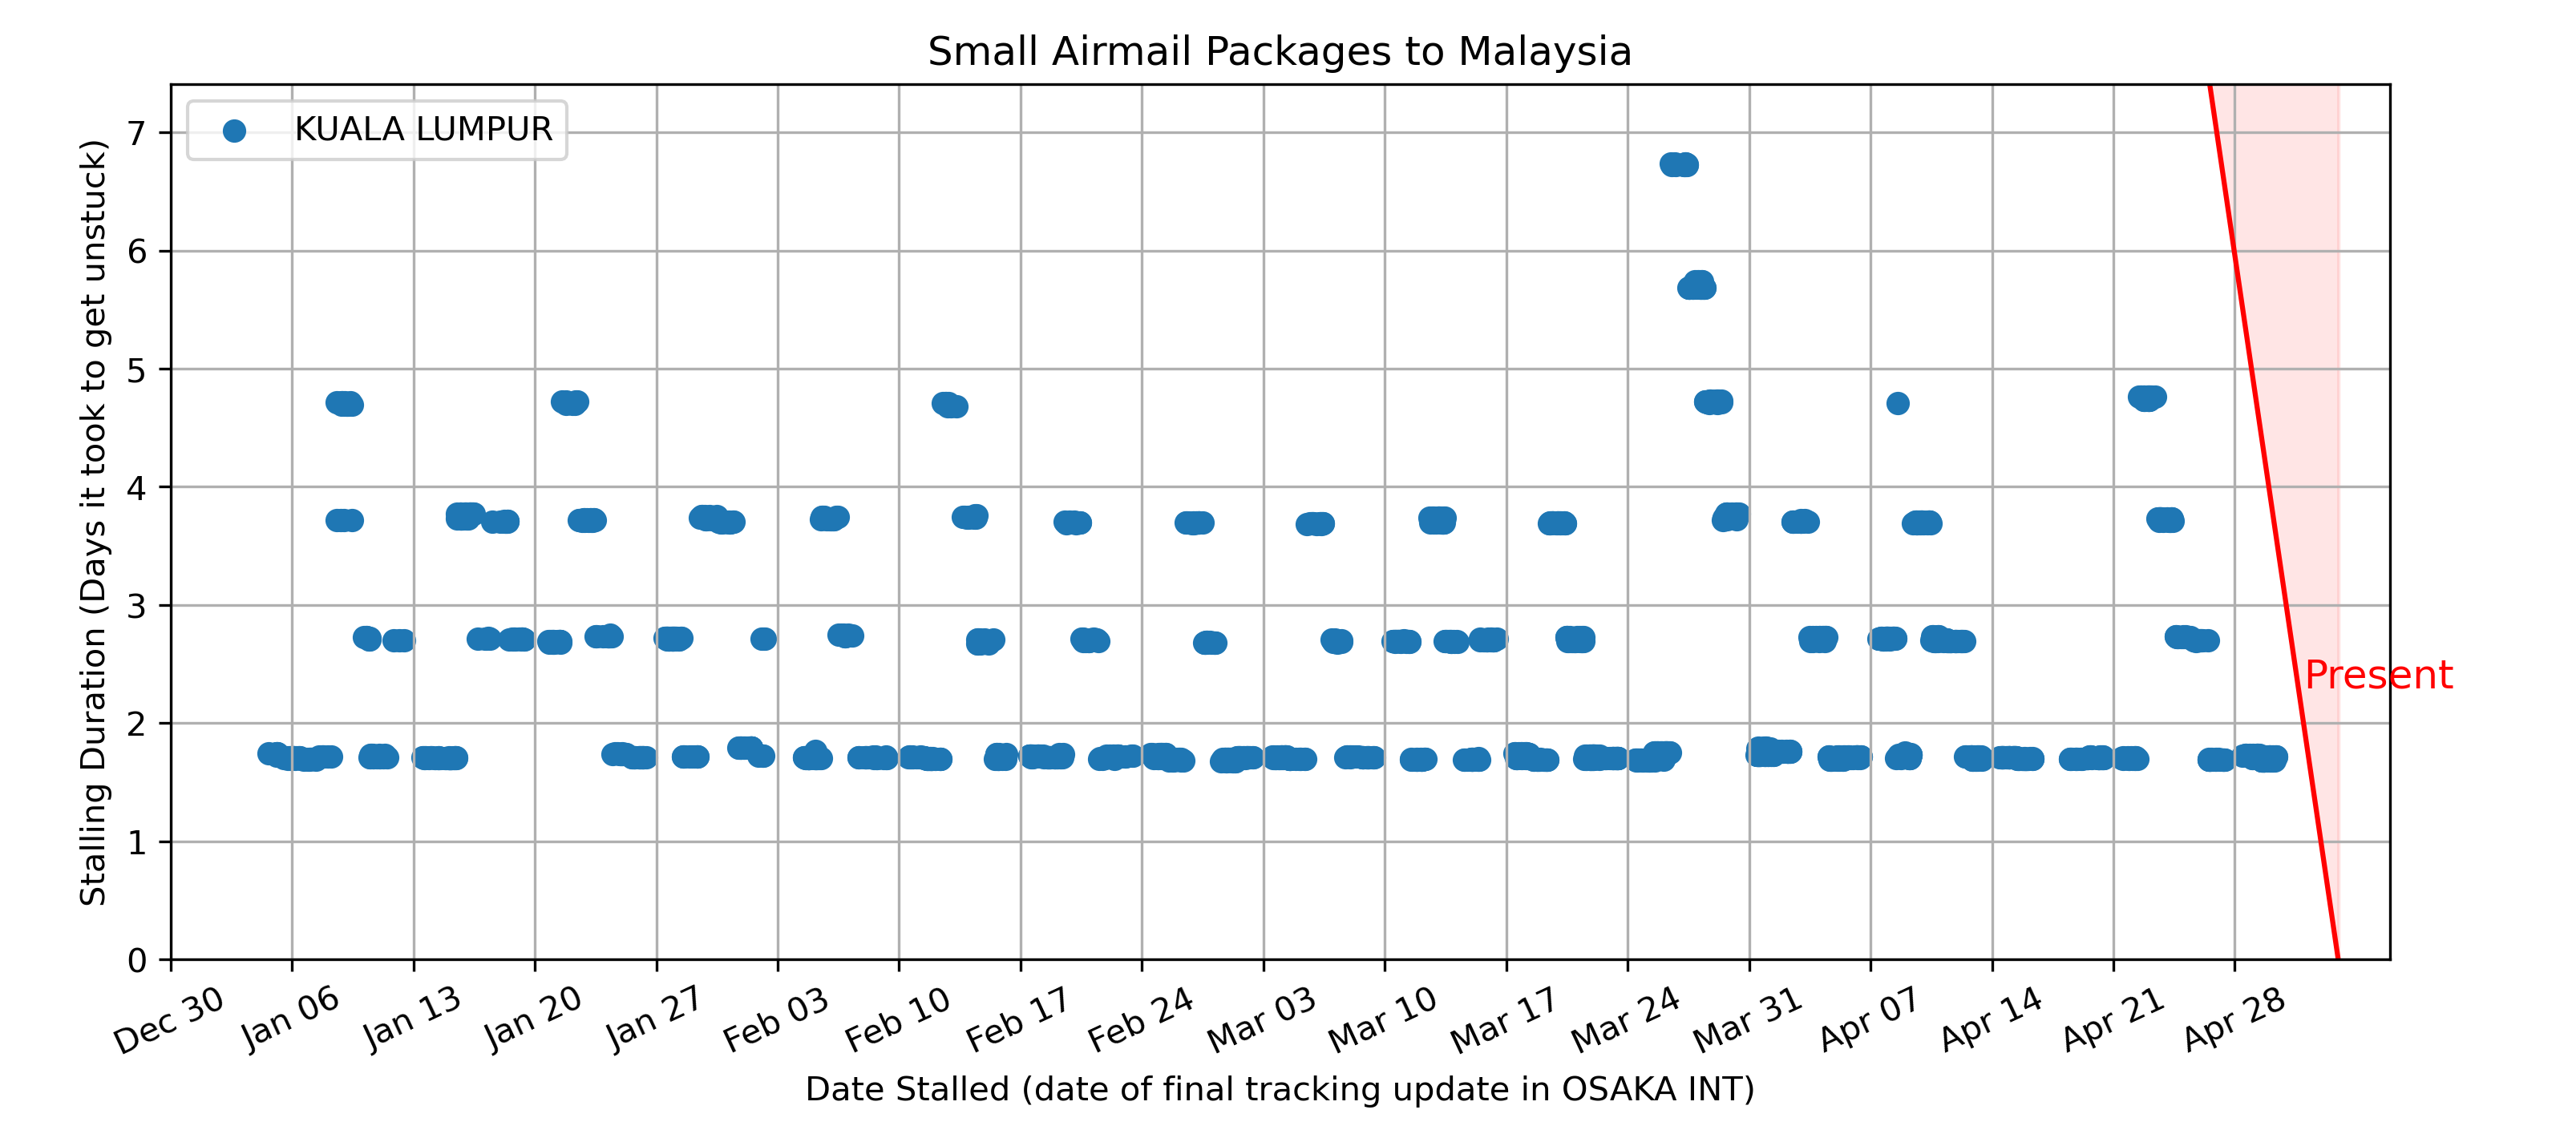 Small Airmail Packages to Malaysia
KUALA LUMPUR
Stalling Duration (Days it took to get unstuck)
7
6
5
4
3
2
1
0
Present
Dec 30
Jan 06
Jan 13
Jan 20
Jan 27
Feb 03
Feb 10
Feb 17
Feb 24
Mar 03
Mar 10
Mar 17
Mar 24
Mar 31
Apr 07
Apr 14
Apr 21
Apr 28
Date Stalled (date of final tracking update in OSAKA INT)